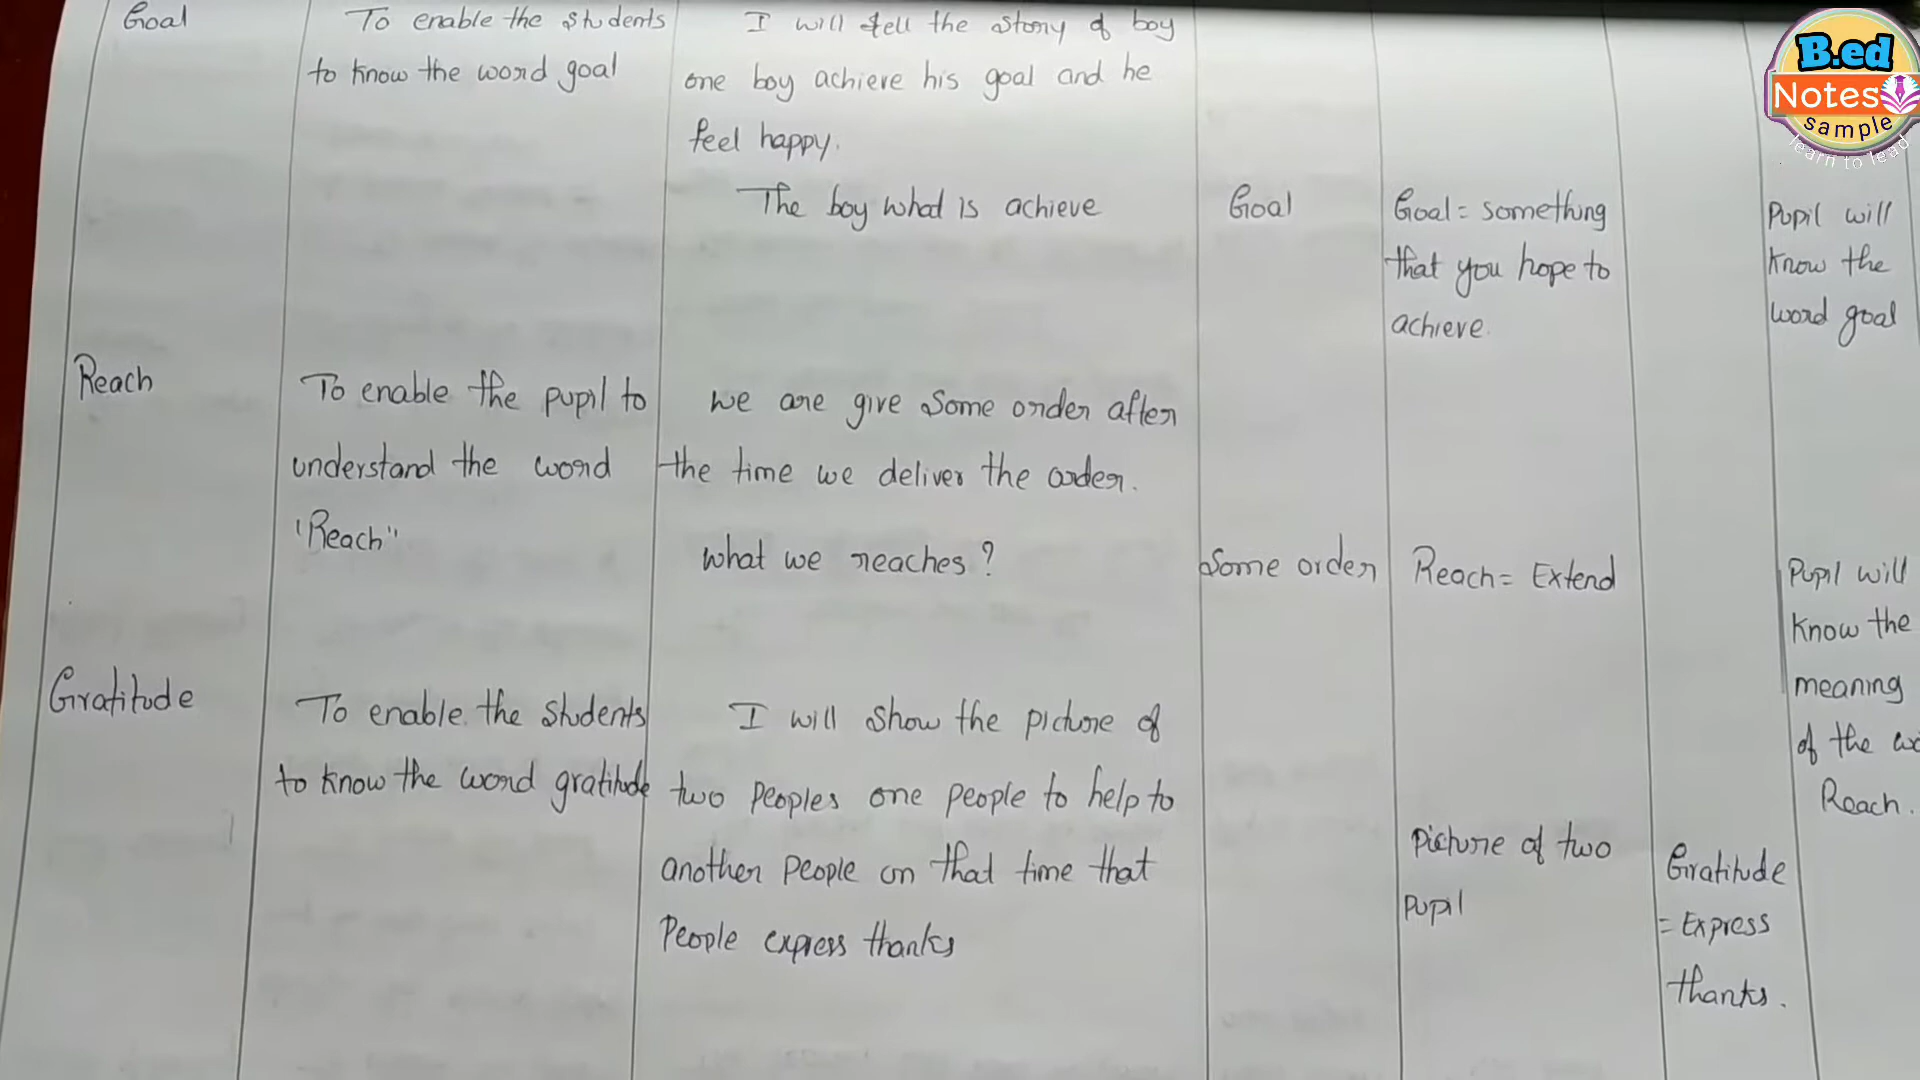 Goal
To enable the students
to know the word goal
I will tell the story of boy
one boy achieve his goal and he
feel happy.
The boy what is achieve
Goal
Goal = something
that you hope to
achieve.
Pupil will
know the
word goal
Reach
To enable the pupil to
understand the word
"Reach"
we are give some order after
the time we deliver the order.
what we reaches?
Some order
Reach = Extend
Pupil will
know the
meaning
of the
Reach.
Gratitude
To enable the students
to know the word gratitude
I will show the picture of
two peoples one people to help to
another people on that time that
People express thanks
picture of two
pupil
Gratitude
= Express
thanks.
B.ed
Notes
sample
learn to lead